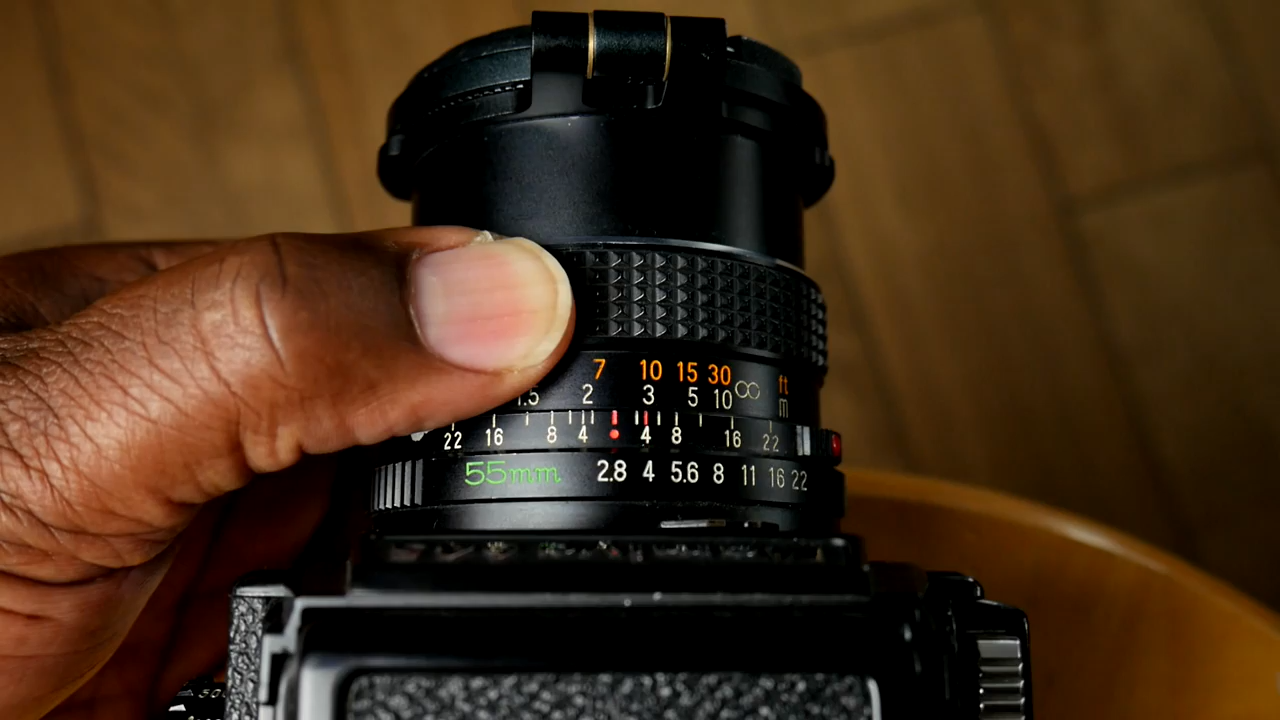 7 10 15 30 ft
1.5 2 3 5 10 ∞ m
22 16 8 4 4 8 16 22
55mm 2.8 4 5.6 8 11 16 22